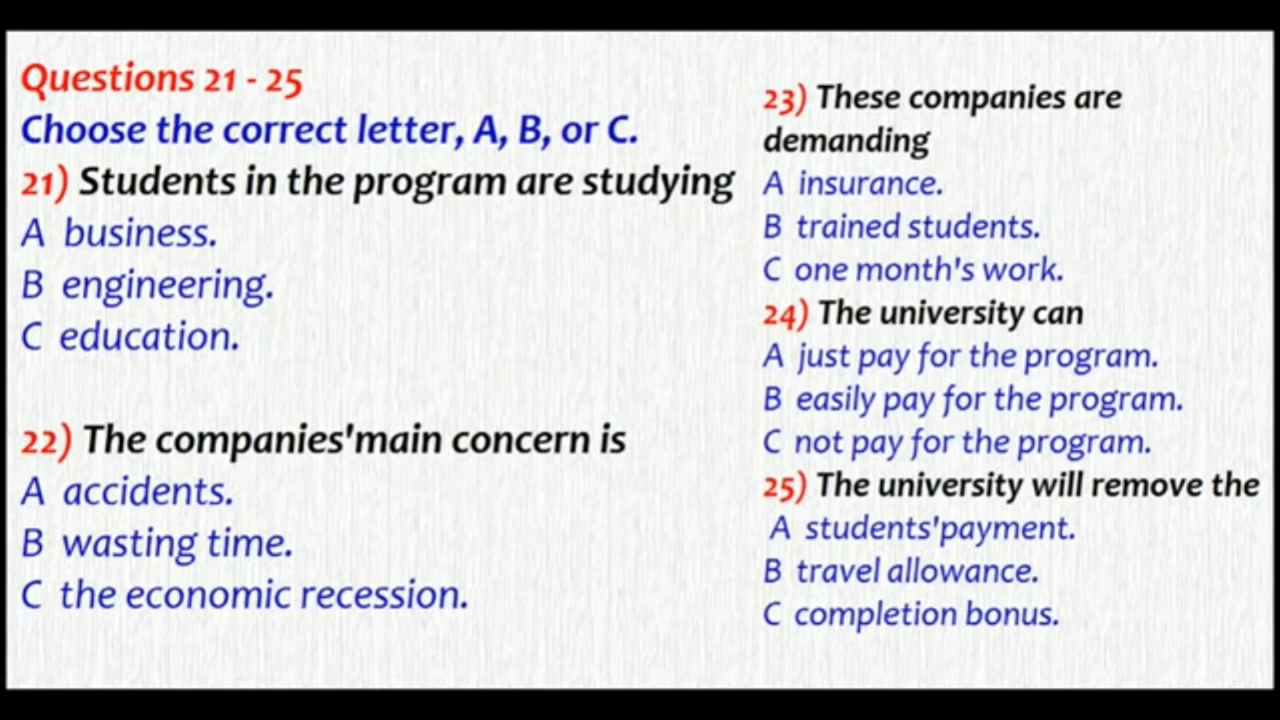 Questions 21 - 25
Choose the correct letter, A, B, or C.
21) Students in the program are studying
A business.
B engineering.
C education.
22) The companies'main concern is
A accidents.
B wasting time.
C the economic recession.
23) These companies are
demanding
A insurance.
B trained students.
C one month's work.
24) The university can
A just pay for the program.
B easily pay for the program.
C not pay for the program.
25) The university will remove the
A students'payment.
B travel allowance.
C completion bonus.